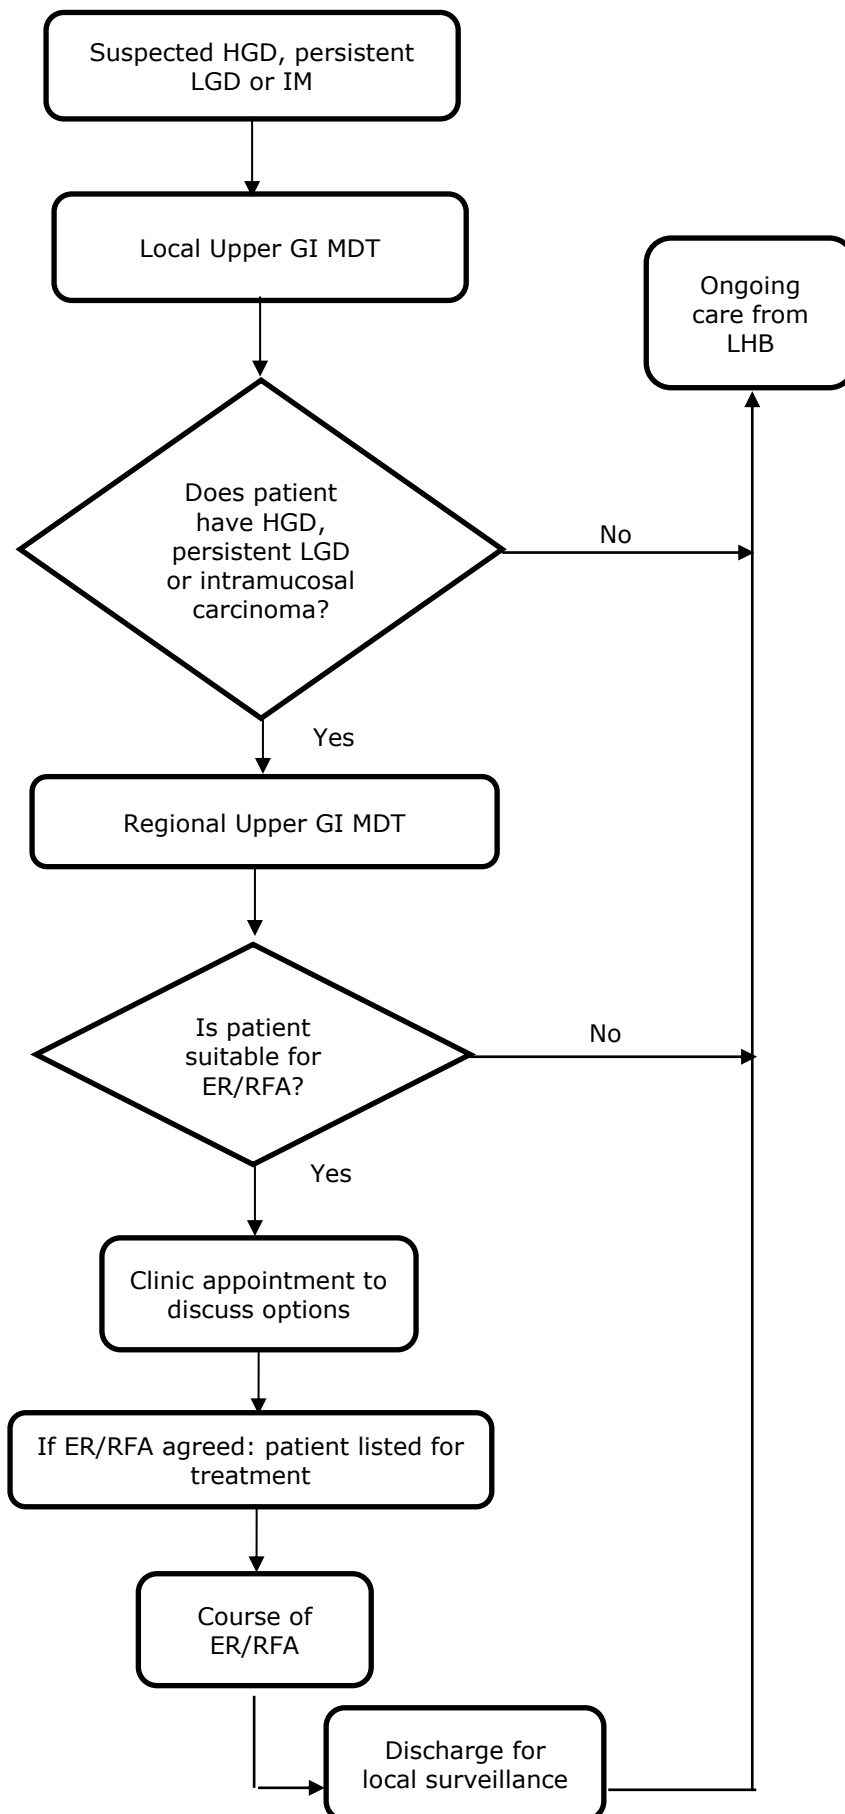 Suspected HGD, persistent
LGD or IM
Local Upper GI MDT
Ongoing
care from
LHB
Does patient
have HGD,
persistent LGD
or intramucosal
carcinoma?
No
Yes
Regional Upper GI MDT
Is patient
suitable for
ER/RFA?
No
Yes
Clinic appointment to
discuss options
If ER/RFA agreed: patient listed for
treatment
Course of
ER/RFA
Discharge for
local surveillance